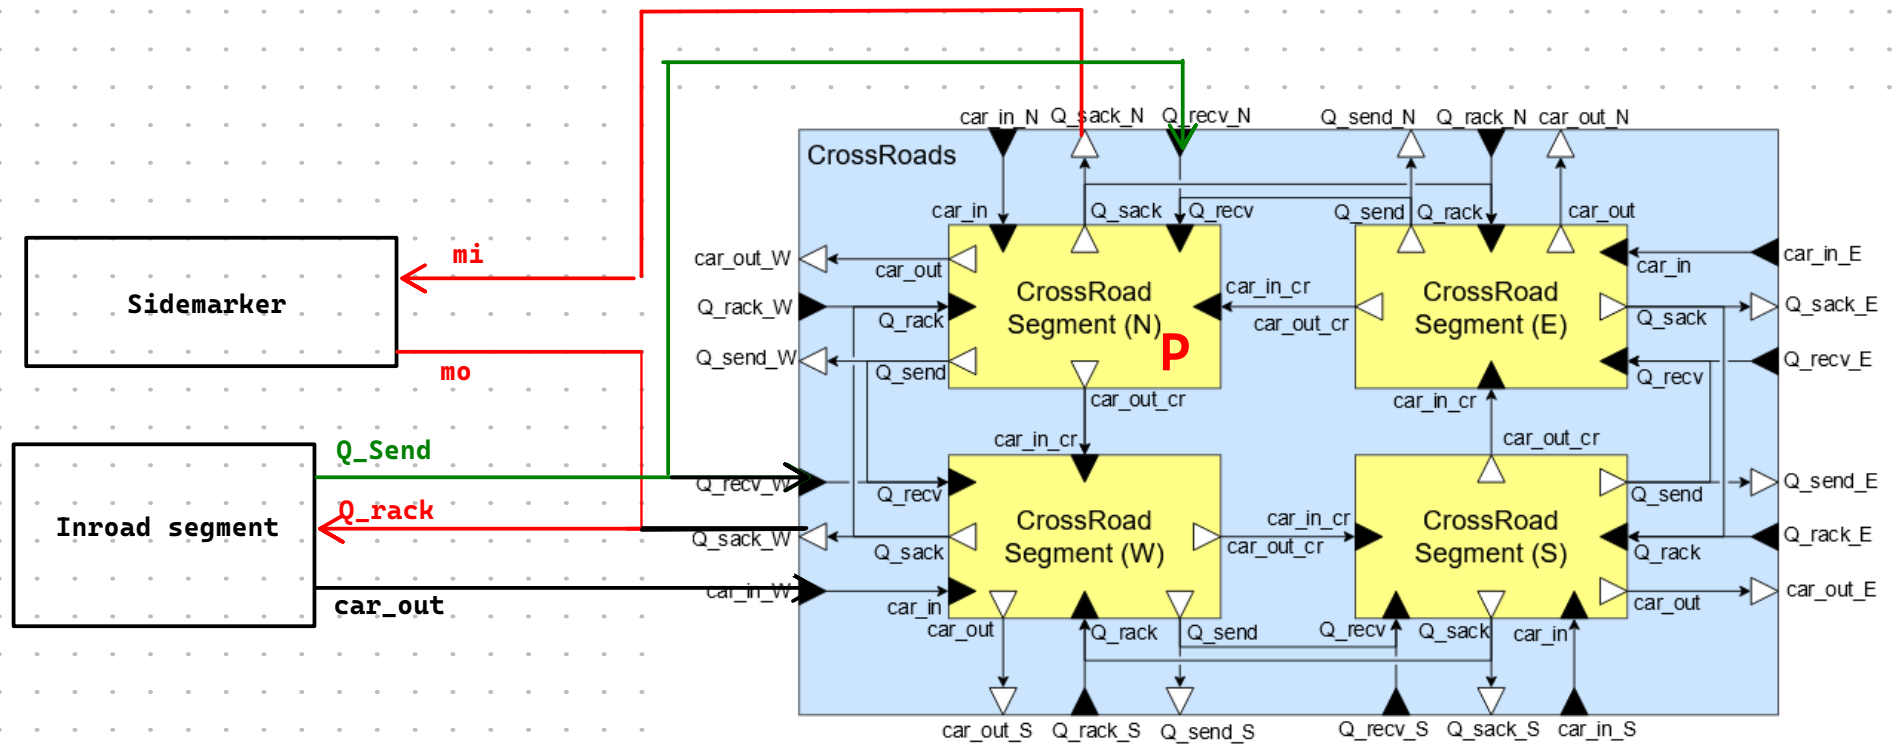 car_in_N Q_sack_N Q_recv_N Q_send_N Q_rack_N car_out_N
CrossRoads
car_in Q_sack Q_recv Q_send Q_rack car_out
mi
car_out_W car_out car_in car_in_E
Sidemarker
CrossRoad
Segment (N)
P
car_in_cr
car_out_cr
CrossRoad
Segment (E)
Q_rack_W Q_rack Q_sack Q_sack_E
Q_send_W Q_send Q_recv Q_recv_E
mo
car_out_cr car_in_cr
car_in_cr car_out_cr
Q_Send
Q_recv_W Q_recv Q_send Q_send_E
Q_rack
Inroad segment
CrossRoad
Segment (W)
car_in_cr
car_out_cr
CrossRoad
Segment (S)
Q_sack_W Q_sack Q_rack Q_rack_E
car_out
car_in_W car_in car_out car_out_E
car_out Q_rack Q_send Q_recv Q_sack car_in
car_out_S Q_rack_S Q_send_S Q_recv_S Q_sack_S car_in_S